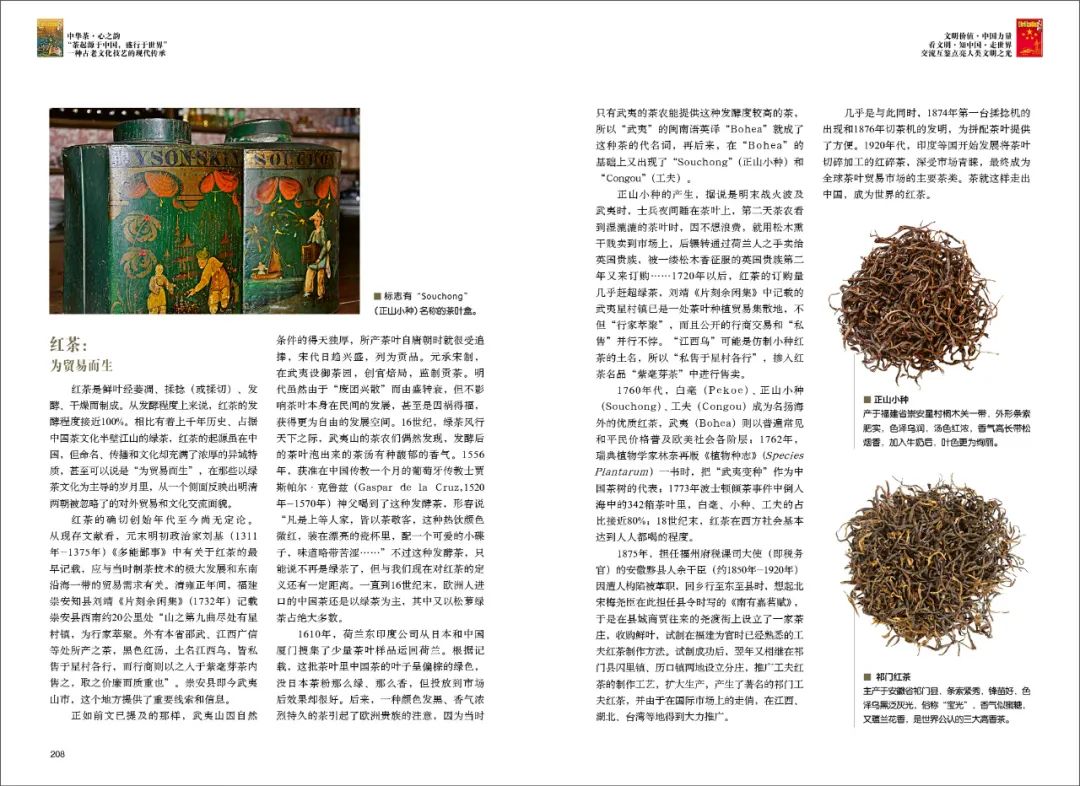 中华茶·心之韵
“茶起源于中国，盛行于世界”
一种古老文化技艺的现代传承
YSON·SKIN
SOUCHON
■ 标志有“Souchong”
（正山小种）名称的茶叶盒。
红茶：
为贸易而生
红茶是鲜叶经萎凋、揉捻（或揉切）、发
酵、干燥而制成。从发酵程度上来说，红茶的发
酵程度接近100%。相比有着上千年历史、占据
中国茶文化半壁江山的绿茶，红茶的起源虽在中
国，但命名、传播和文化却充满了浓厚的异域特
质，甚至可以说是“为贸易而生”，在那些以绿
茶文化为主导的岁月里，从一个侧面反映出明清
两朝被忽略了的对外贸易和文化交流面貌。
红茶的确切创始年代至今尚无定论。
从现存文献看，元末明初政治家刘基（1311
年—1375年）《多能鄙事》中有关于红茶的最
早记载，应与当时制茶技术的极大发展和东南
沿海一带的贸易需求有关。清雍正年间，福建
崇安知县刘靖《片刻余闲集》（1732年）记载
崇安县西南约20公里处“山之第九曲尽处有星
村镇，为行家萃聚。外有本省邵武、江西广信
等处所产之茶，黑色红汤，土名江西乌，皆私
售于星村各行，而行商则以之入于紫毫芽茶内
售之，取之价廉而质重也”。崇安县即今武夷
山市，这个地方提供了重要线索和信息。
正如前文已提及的那样，武夷山因自然
条件的得天独厚，所产茶叶自唐朝时就很受追
捧，宋代日趋兴盛，列为贡品。元承宋制，
在武夷设御茶园，创官焙局，监制贡茶。明
代虽然由于“废团兴散”而由盛转衰，但不影
响茶叶本身在民间的发展，甚至是因祸得福，
获得更为自由的发展空间。16世纪，绿茶风行
天下之际，武夷山的茶农们偶然发现，发酵后
的茶叶泡出来的茶汤有种馥郁的香气。1556
年，获准在中国传教一个月的葡萄牙传教士贾
斯帕尔·克鲁兹（Gaspar de la Cruz,1520
年—1570年）神父喝到了这种发酵茶，形容说
“凡是上等人家，皆以茶敬客，这种热饮颜色
微红，装在漂亮的瓷杯里，配一个可爱的小碟
子，味道略带苦涩……”不过这种发酵茶，只
能说不再是绿茶了，但与我们现在对红茶的定
义还有一定距离。一直到16世纪末，欧洲人进
口的中国茶还是以绿茶为主，其中又以松萝绿
茶占绝大多数。
1610年，荷兰东印度公司从日本和中国
厦门搜集了少量茶叶样品运回荷兰。根据记
载，这批茶叶里中国茶的叶子呈偏棕的绿色，
没日本茶粉那么绿、那么香，但投放到市场
后效果却很好。后来，一种颜色发黑、香气浓
烈持久的茶引起了欧洲贵族的注意，因为当时
208
文明价值·中国力量
看文明·知中国·走世界
交流互鉴点亮人类文明之光
只有武夷的茶农能提供这种发酵度较高的茶，
所以“武夷”的闽南语英译“Bohea”就成了
这种茶的代名词，再后来，在“Bohea”的
基础上又出现了“Souchong”（正山小种）和
“Congou”（工夫）。
正山小种的产生，据说是明末战火波及
武夷时，士兵夜间睡在茶叶上，第二天茶农看
到湿漉漉的茶叶时，因不想浪费，就用松木熏
干贱卖到市场上，后辗转通过荷兰人之手卖给
英国贵族，被一缕松木香征服的英国贵族第二
年又来订购……1720年以后，红茶的订购量
几乎赶超绿茶，刘靖《片刻余闲集》中记载的
武夷星村镇已是一处茶叶种植贸易集散地，不
但“行家萃聚”，而且公开的行商交易和“私
售”并行不悖。“江西乌”可能是仿制小种红
茶的土名，所以“私售于星村各行”，掺入红
茶名品“紫毫芽茶”中进行售卖。
1760年代，白毫（Pekoe）、正山小种
（Souchong）、工夫（Congou）成为名扬海
外的优质红茶，武夷（Bohea）则以普遍常见
和平民价格普及欧美社会各阶层；1762年，
瑞典植物学家林奈再版《植物种志》（Species
Plantarum）一书时，把“武夷变种”作为中
国茶树的代表；1773年波士顿倾茶事件中倒人
海中的342箱茶叶里，白毫、小种、工夫的占
比接近80%；18世纪末，红茶在西方社会基本
达到人人都喝的程度。
1875年，担任福州府税课司大使（即税务
官）的安徽黟县人余干臣（约1850年—1920年）
因遭人构陷被革职，回乡行至东至县时，想起北
宋梅尧臣在此担任县令时写的《南有嘉茗赋》，
于是在县城商贾往来的尧渡街上设立了一家茶
庄，收购鲜叶，试制在福建为官时已经熟悉的工
夫红茶制作方法。试制成功后，翌年又相继在祁
门县闪里镇、历口镇两地设立分庄，推广工夫红
茶的制作工艺，扩大生产，产生了著名的祁门工
夫红茶，并由于在国际市场上的走俏，在江西、
湖北、台湾等地得到大力推广。
几乎是与此同时，1874年第一台揉捻机的
出现和1876年切茶机的发明，为拼配茶叶提供
了方便。1920年代，印度等国开始发展将茶叶
切碎加工的红碎茶，深受市场青睐，最终成为
全球茶叶贸易市场的主要茶类。茶就这样走出
中国，成为世界的红茶。
■ 正山小种
产于福建省崇安星村桐木关一带，外形条索
肥实，色泽乌润，汤色红浓，香气高长带松
烟香，加入牛奶后，叶色更为绚丽。
■ 祁门红茶
主产于安徽省祁门县，条索紧秀，锋苗好，色
泽乌黑泛灰光，俗称“宝光”，香气似蜜糖，
又蕴兰花香，是世界公认的三大高香茶。